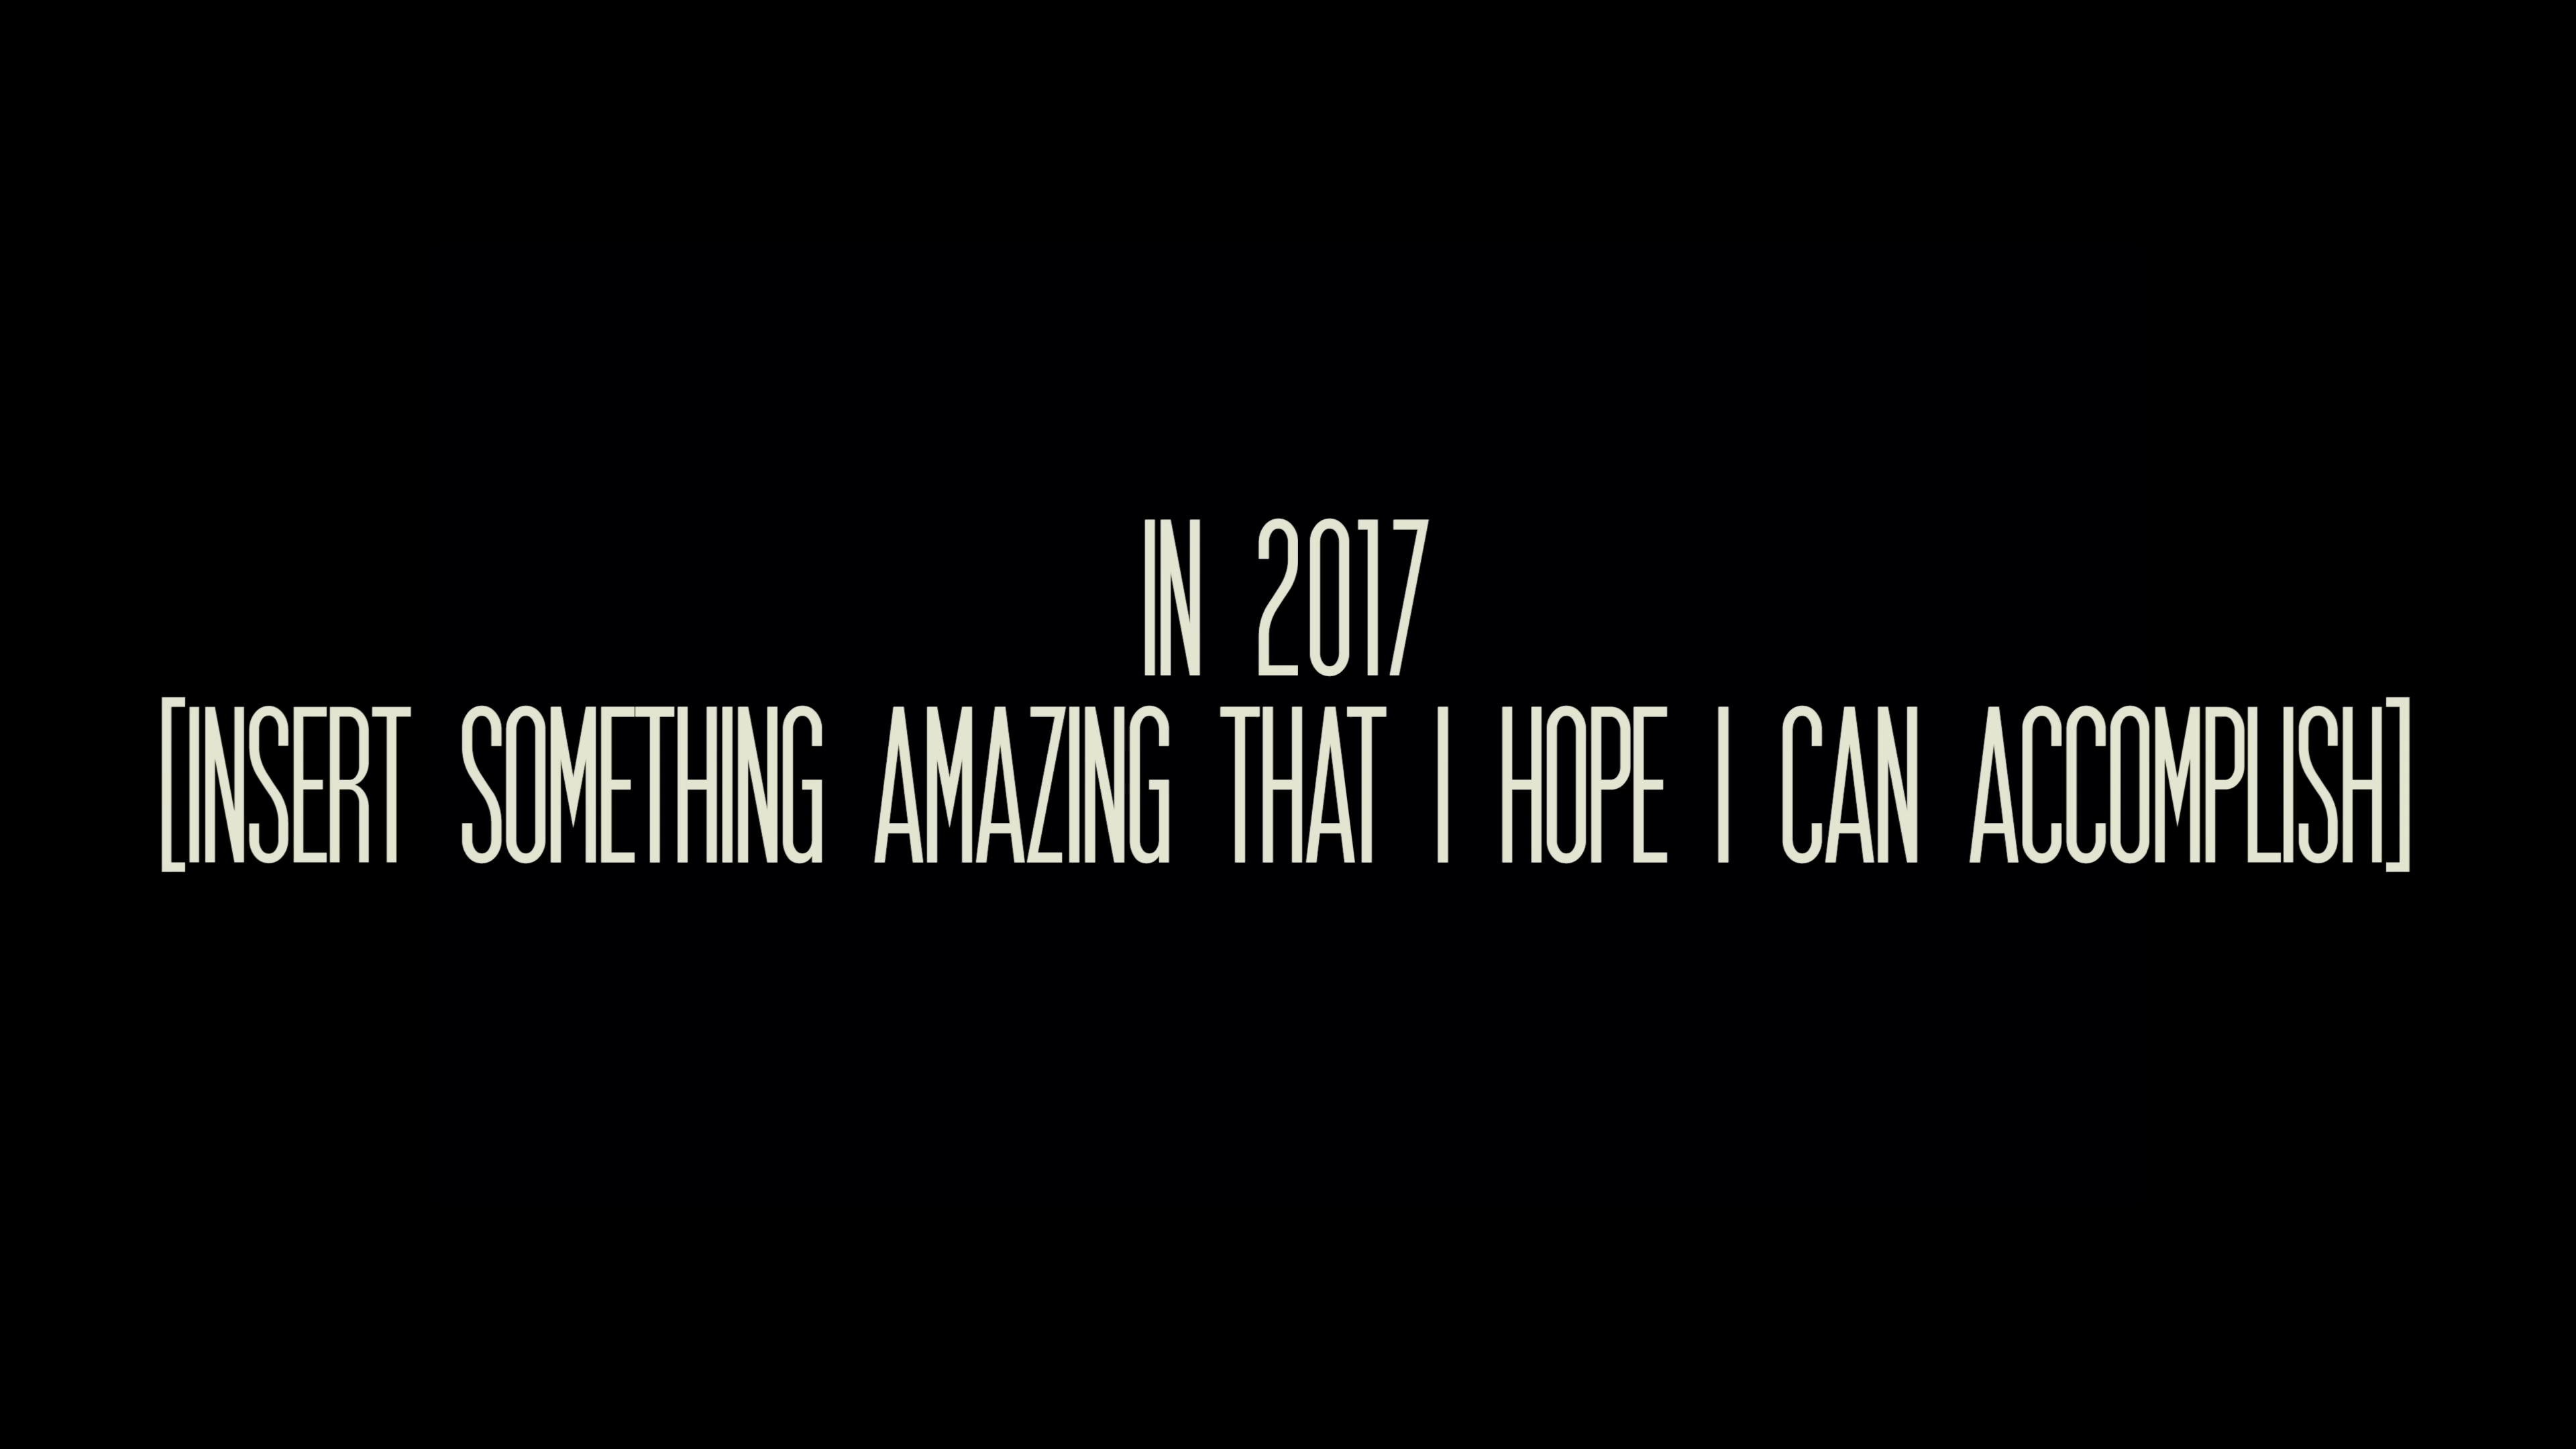 IN 2017
[INSERT SOMETHING AMAZING THAT I HOPE I CAN ACCOMPLISH]